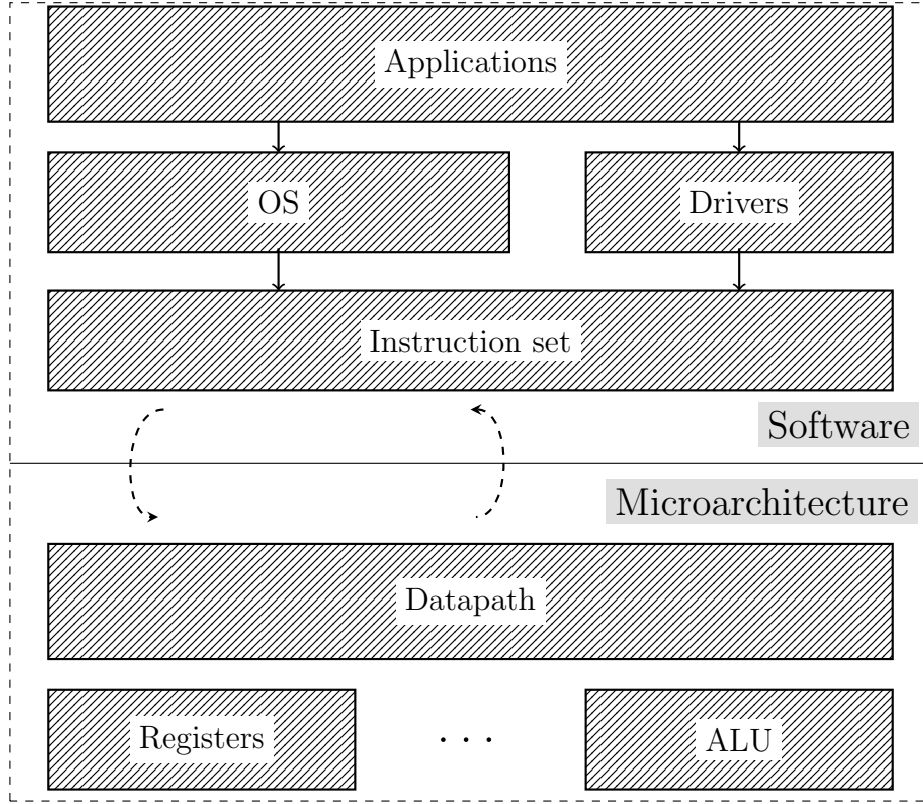 Applications
OS
Drivers
Instruction set
Software
Microarchitecture
Datapath
Registers
. . .
ALU